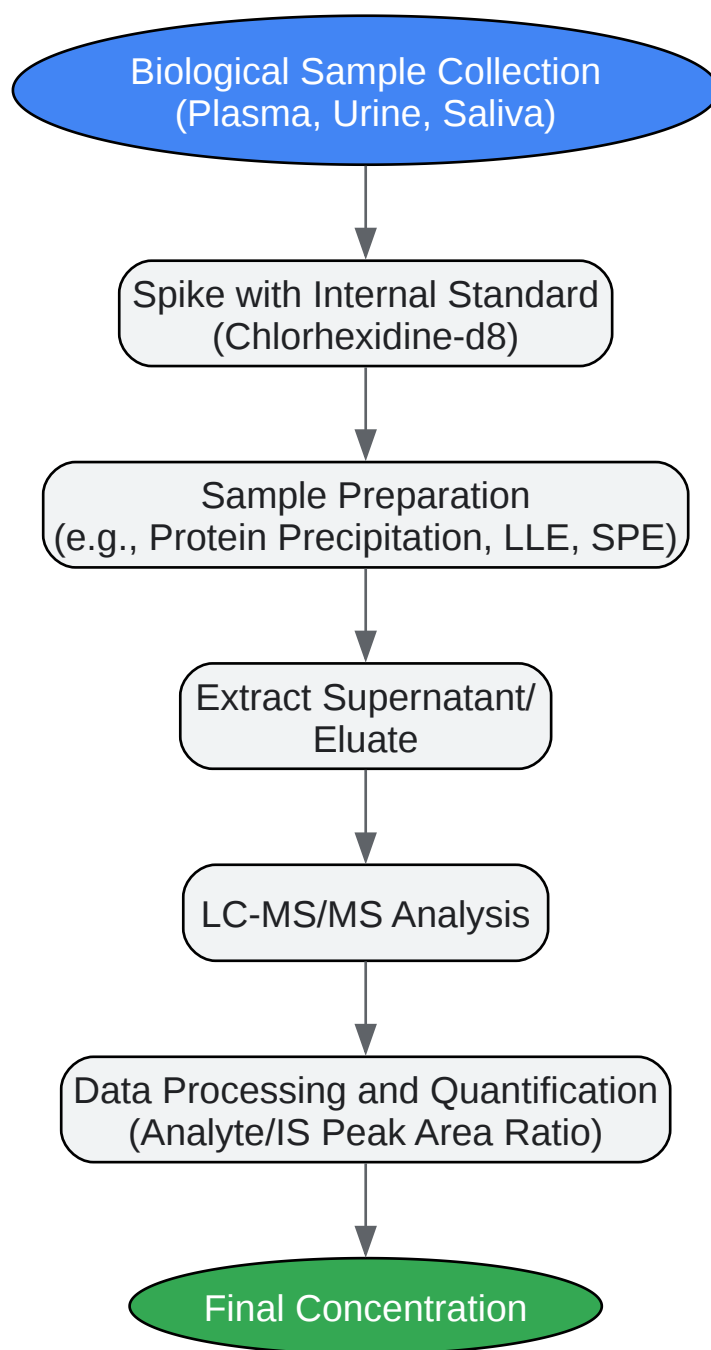 Biological Sample Collection
(Plasma, Urine, Saliva)
Spike with Internal Standard
(Chlorhexidine-d8)
Sample Preparation
(e.g., Protein Precipitation, LLE, SPE)
Extract Supernatant/
Eluate
LC-MS/MS Analysis
Data Processing and Quantification
(Analyte/IS Peak Area Ratio)
Final Concentration